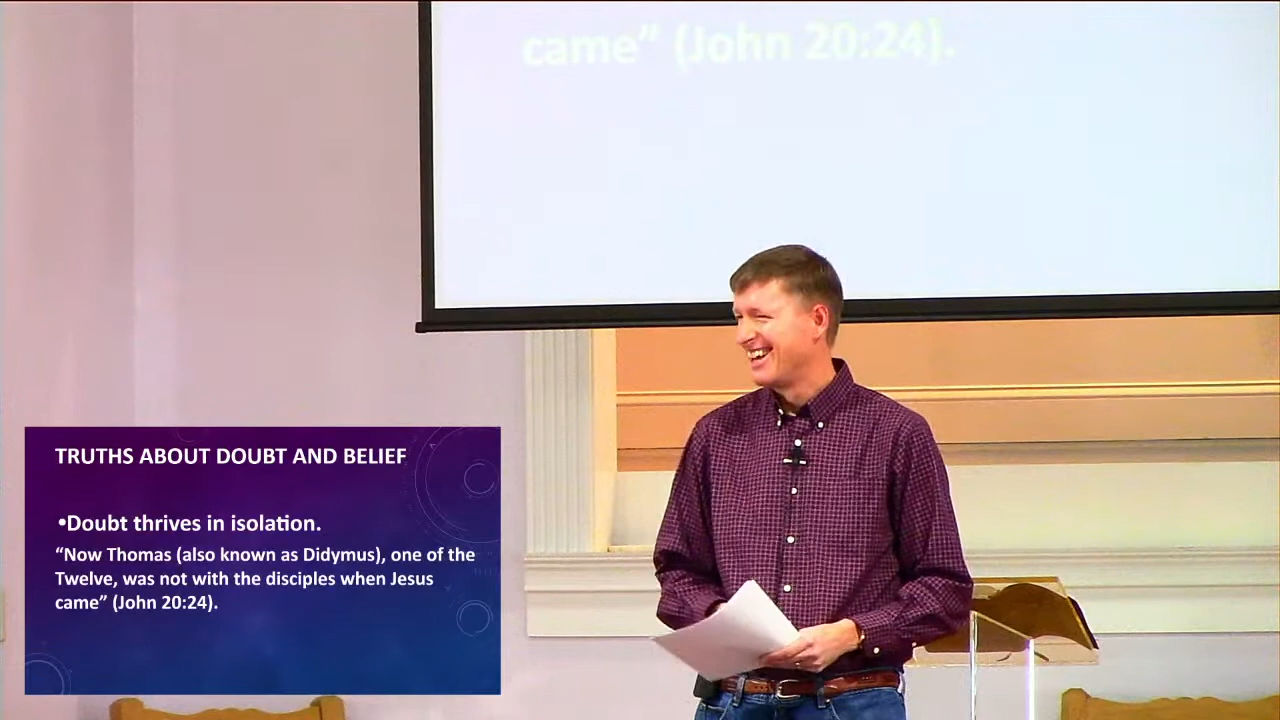 came” (John 20:24).
TRUTHS ABOUT DOUBT AND BELIEF
•Doubt thrives in isolation.
“Now Thomas (also known as Didymus), one of the
Twelve, was not with the disciples when Jesus
came” (John 20:24).